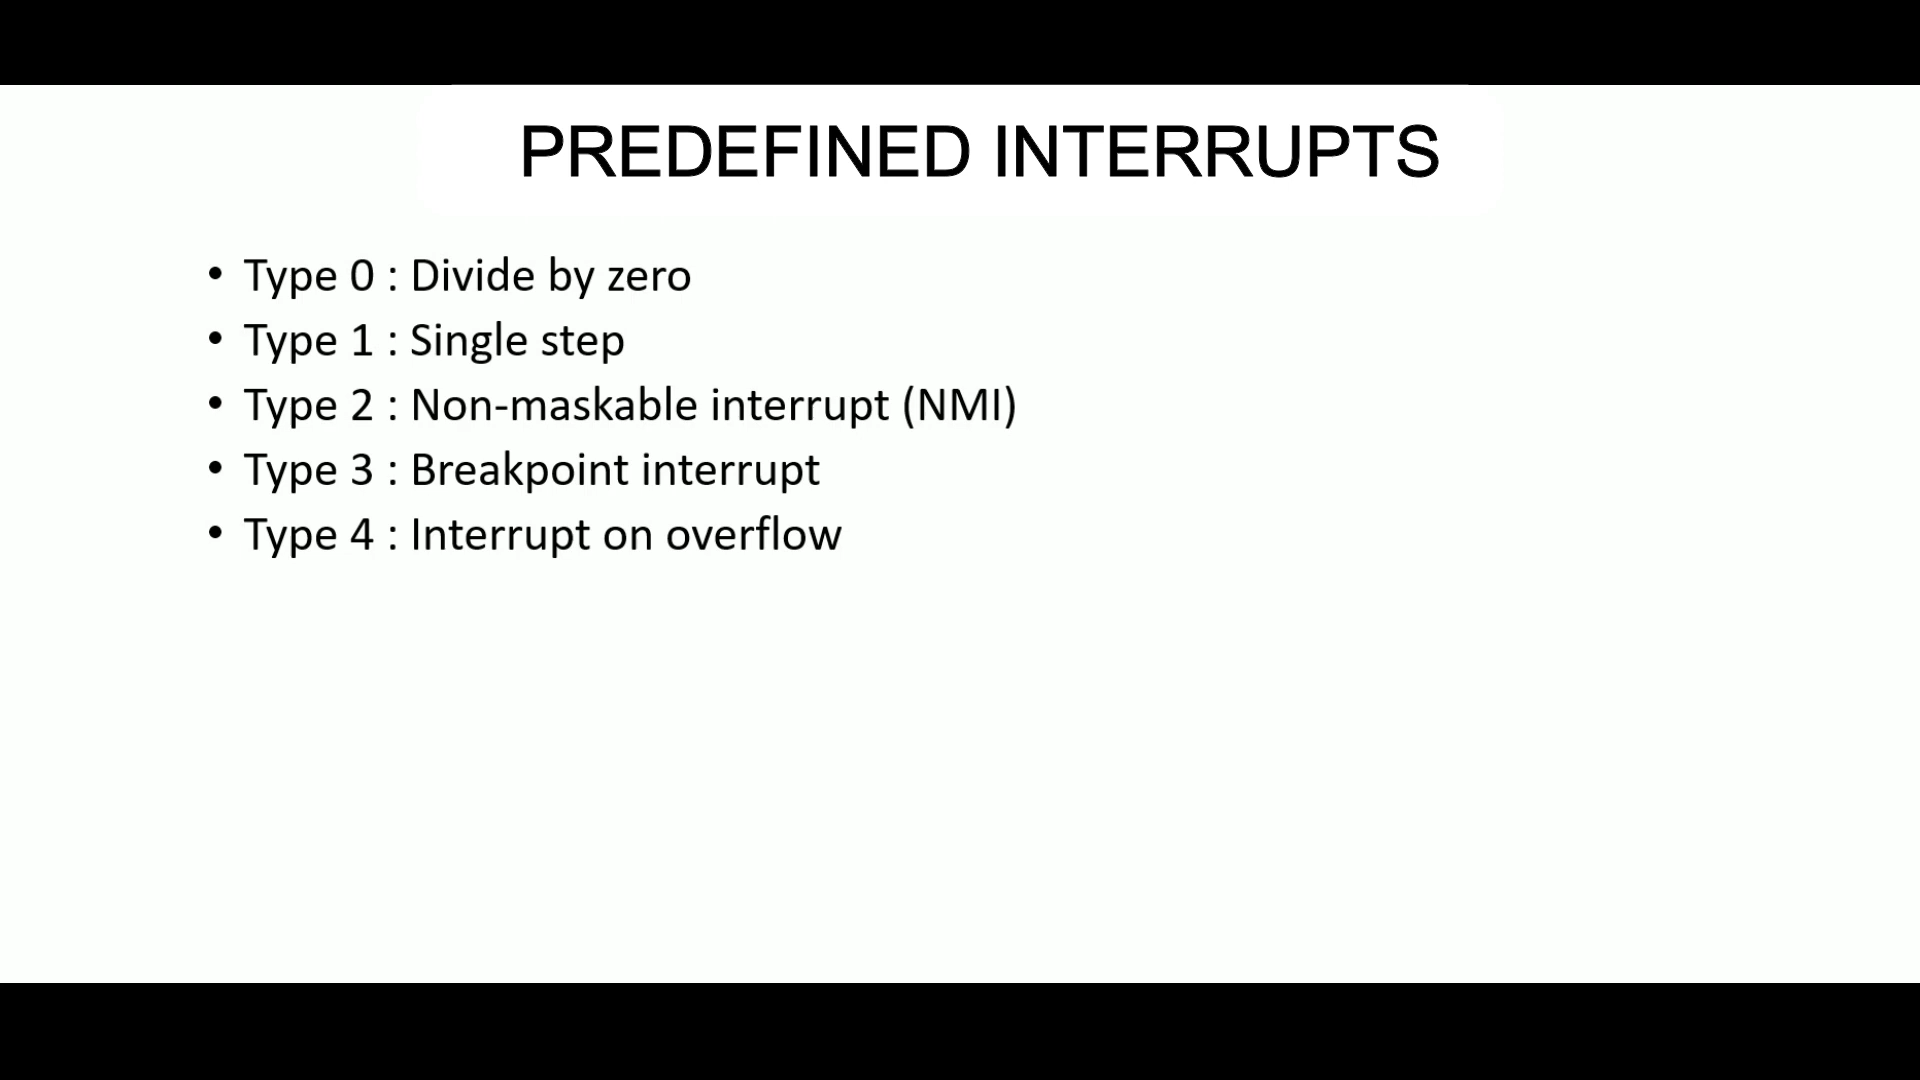 PREDEFINED INTERRUPTS
• Type 0 : Divide by zero
• Type 1 : Single step
• Type 2 : Non-maskable interrupt (NMI)
• Type 3 : Breakpoint interrupt
• Type 4 : Interrupt on overflow